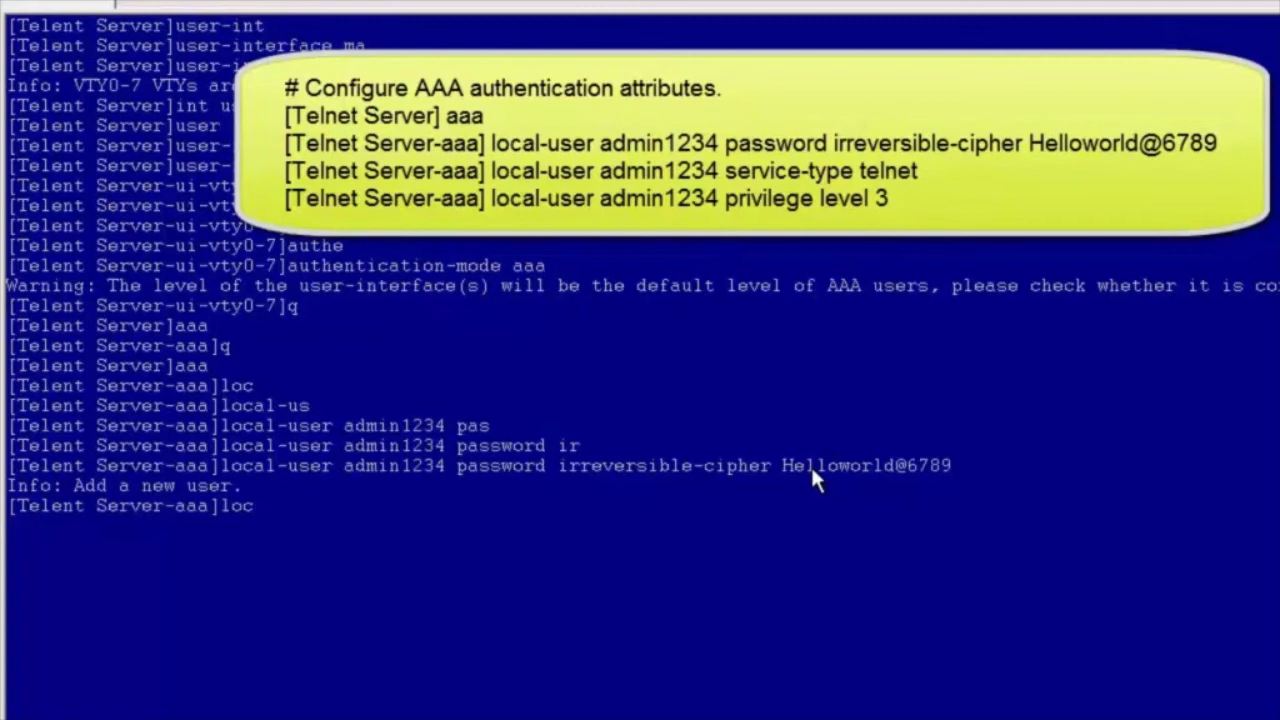 [Telent Server]user-int
[Telent Server]user-interface ma
[Telent Server]user-i
Info: VTY0-7 VTYs are
[Telent Server]int us
[Telent Server]user
[Telent Server]user-
[Telent Server]user-
[Telent Server-ui-vt
[Telent Server-ui-vty
[Telent Server-ui-vty0
# Configure AAA authentication attributes.
[Telnet Server] aaa
[Telnet Server-aaa] local-user admin1234 password irreversible-cipher Helloworld@6789
[Telnet Server-aaa] local-user admin1234 service-type telnet
[Telnet Server-aaa] local-user admin1234 privilege level 3
[Telent Server-ui-vty0-7]authe
[Telent Server-ui-vty0-7]authentication-mode aaa
Warning: The level of the user-interface(s) will be the default level of AAA users, please check whether it is co
[Telent Server-ui-vty0-7]q
[Telent Server]aaa
[Telent Server-aaa]q
[Telent Server]aaa
[Telent Server-aaa]loc
[Telent Server-aaa]local-us
[Telent Server-aaa]local-user admin1234 pas
[Telent Server-aaa]local-user admin1234 password ir
[Telent Server-aaa]local-user admin1234 password irreversible-cipher Helloworld@6789
Info: Add a new user.
[Telent Server-aaa]loc